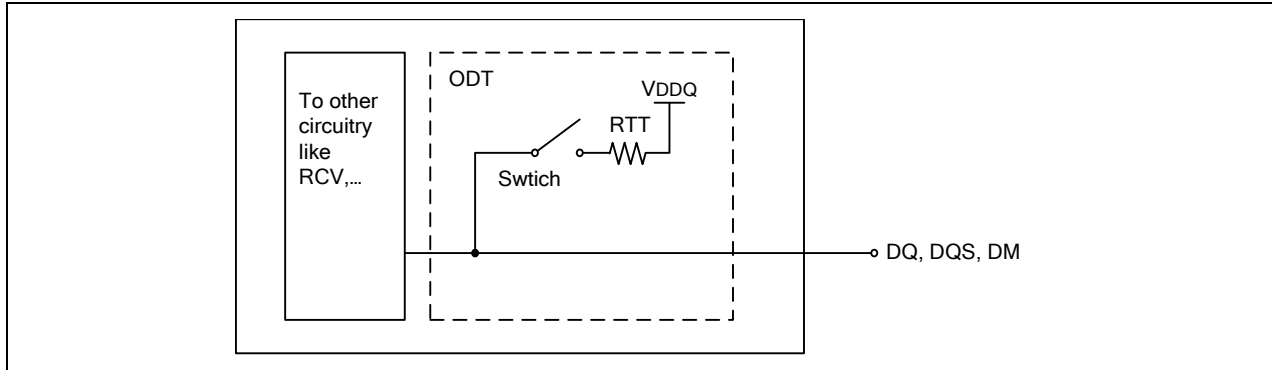 To other
circuitry
like
RCV,...
ODT
VDDQ
RTT
Swtich
DQ, DQS, DM